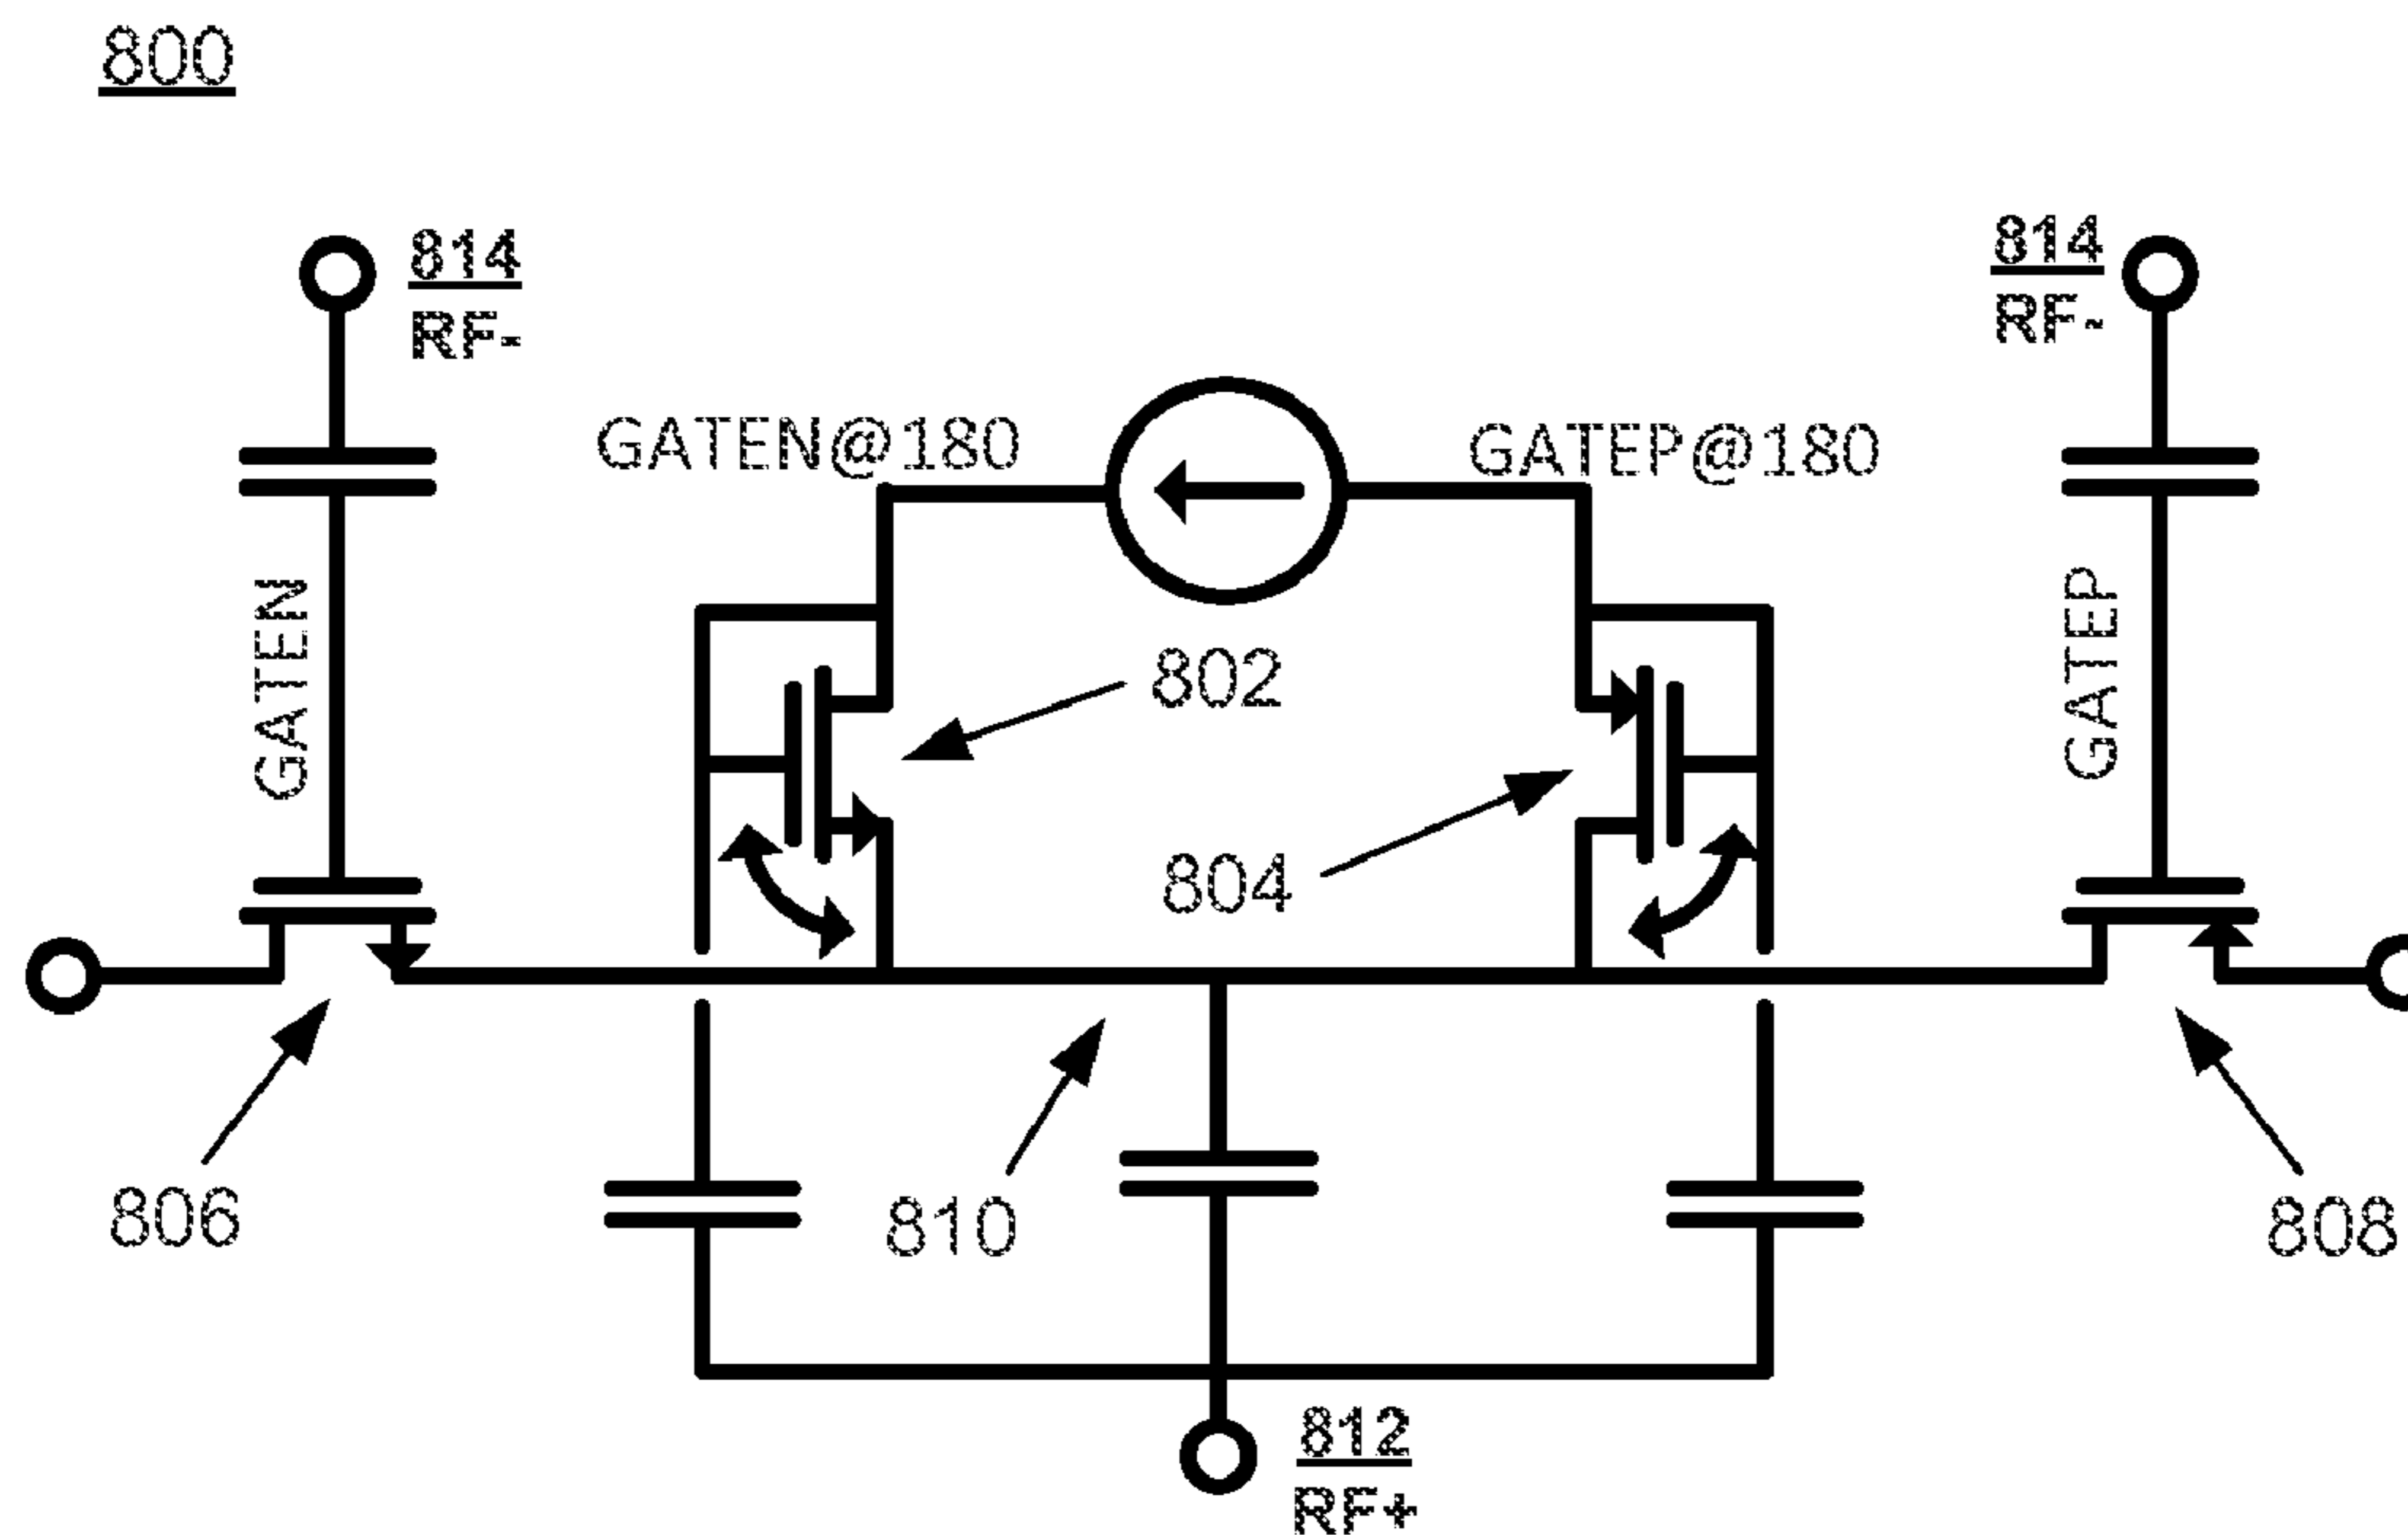 800
814
RF-
814
RF-
GATEN@180
GATEP@180
GATEN
GATEP
802
804
806
810
808
812
RF+